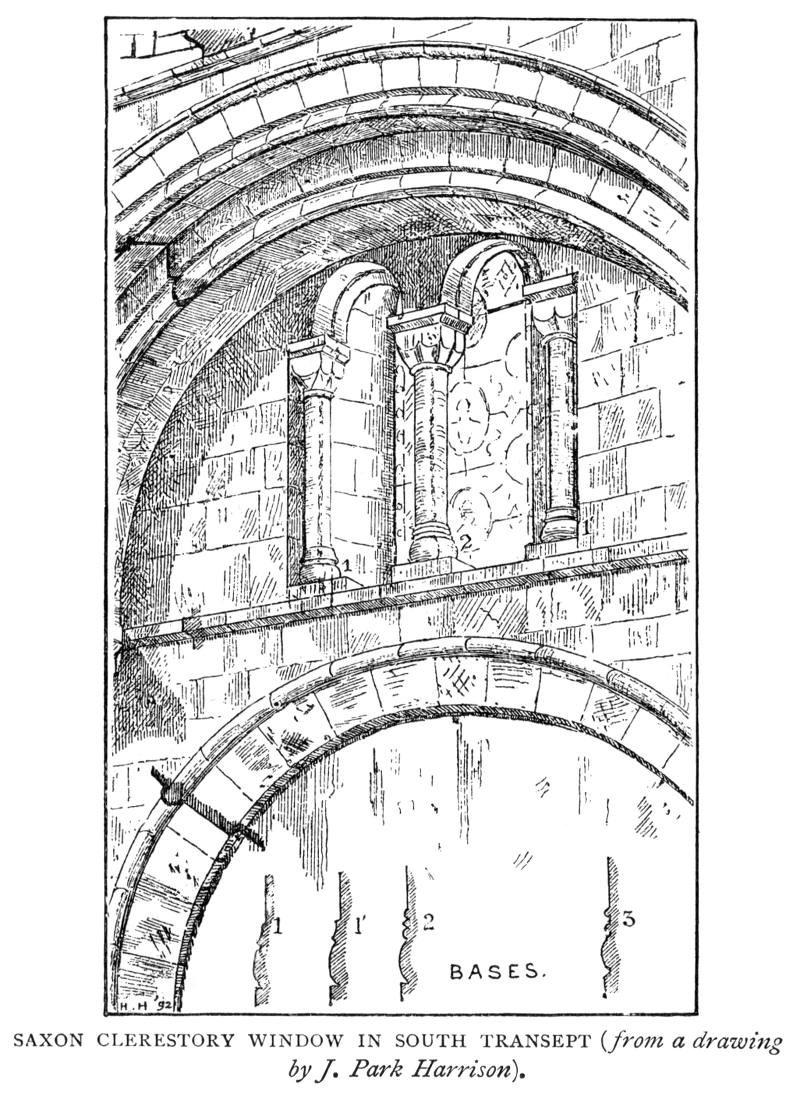 1
2
1
1
1'
2
3
BASES.
H.H '92
SAXON CLERESTORY WINDOW IN SOUTH TRANSEPT (from a drawing
by J. Park Harrison).